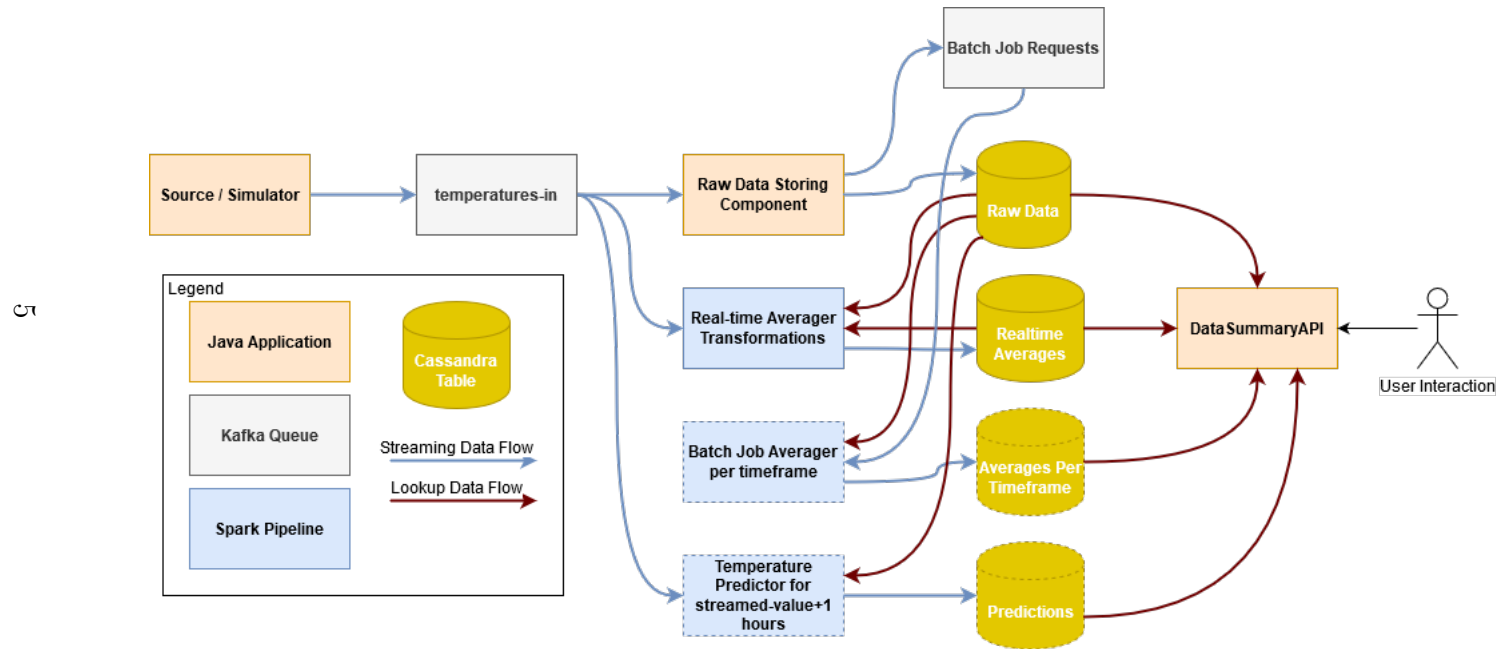 Batch Job Requests
Source / Simulator
temperatures-in
Raw Data Storing
Component
Raw Data
Legend
Java Application
Cassandra
Table
Kafka Queue
Streaming Data Flow
Lookup Data Flow
Spark Pipeline
Real-time Averager
Transformations
Realtime
Averages
DataSummaryAPI
User Interaction
Batch Job Averager
per timeframe
Averages Per
Timeframe
Temperature
Predictor for
streamed-value+1
hours
Predictions
5